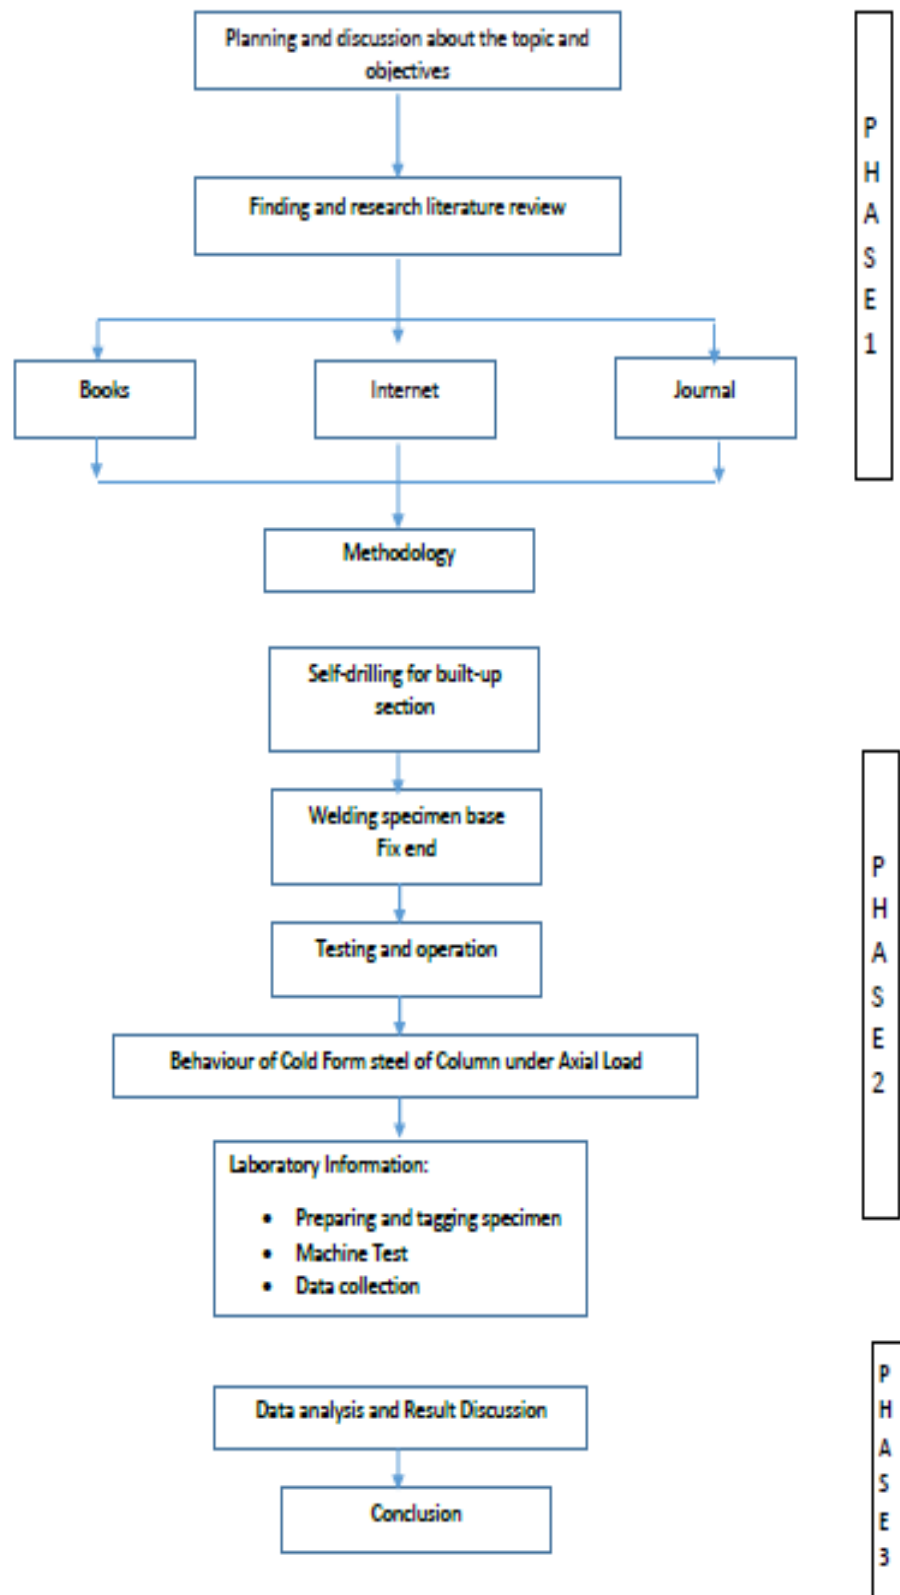 Planning and discussion about the topic and
objectives
P
H
A
S
E
1
Finding and research literature review
Books
Internet
Journal
Methodology
Self-drilling for built-up
section
Welding specimen base
Fix end
P
H
A
S
E
2
Testing and operation
Behaviour of Cold Form steel of Column under Axial Load
Laboratory Information:
• Preparing and tagging specimen
• Machine Test
• Data collection
P
H
A
S
E
3
Data analysis and Result Discussion
Conclusion